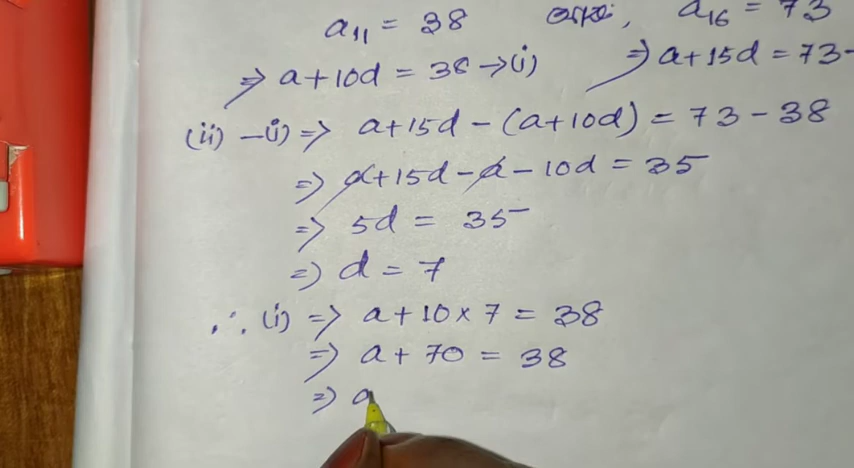 a₁₁ = 38 , a₁₆ = 73
⇒ a+10d = 38 →(i) ⇒ a+15d = 73
(ii) -(i) ⇒ a+15d - (a+10d) = 73 - 38
⇒ a+15d - a - 10d = 35
⇒ 5d = 35
⇒ d = 7
∴ (i) ⇒ a + 10 × 7 = 38
⇒ a + 70 = 38
⇒ a